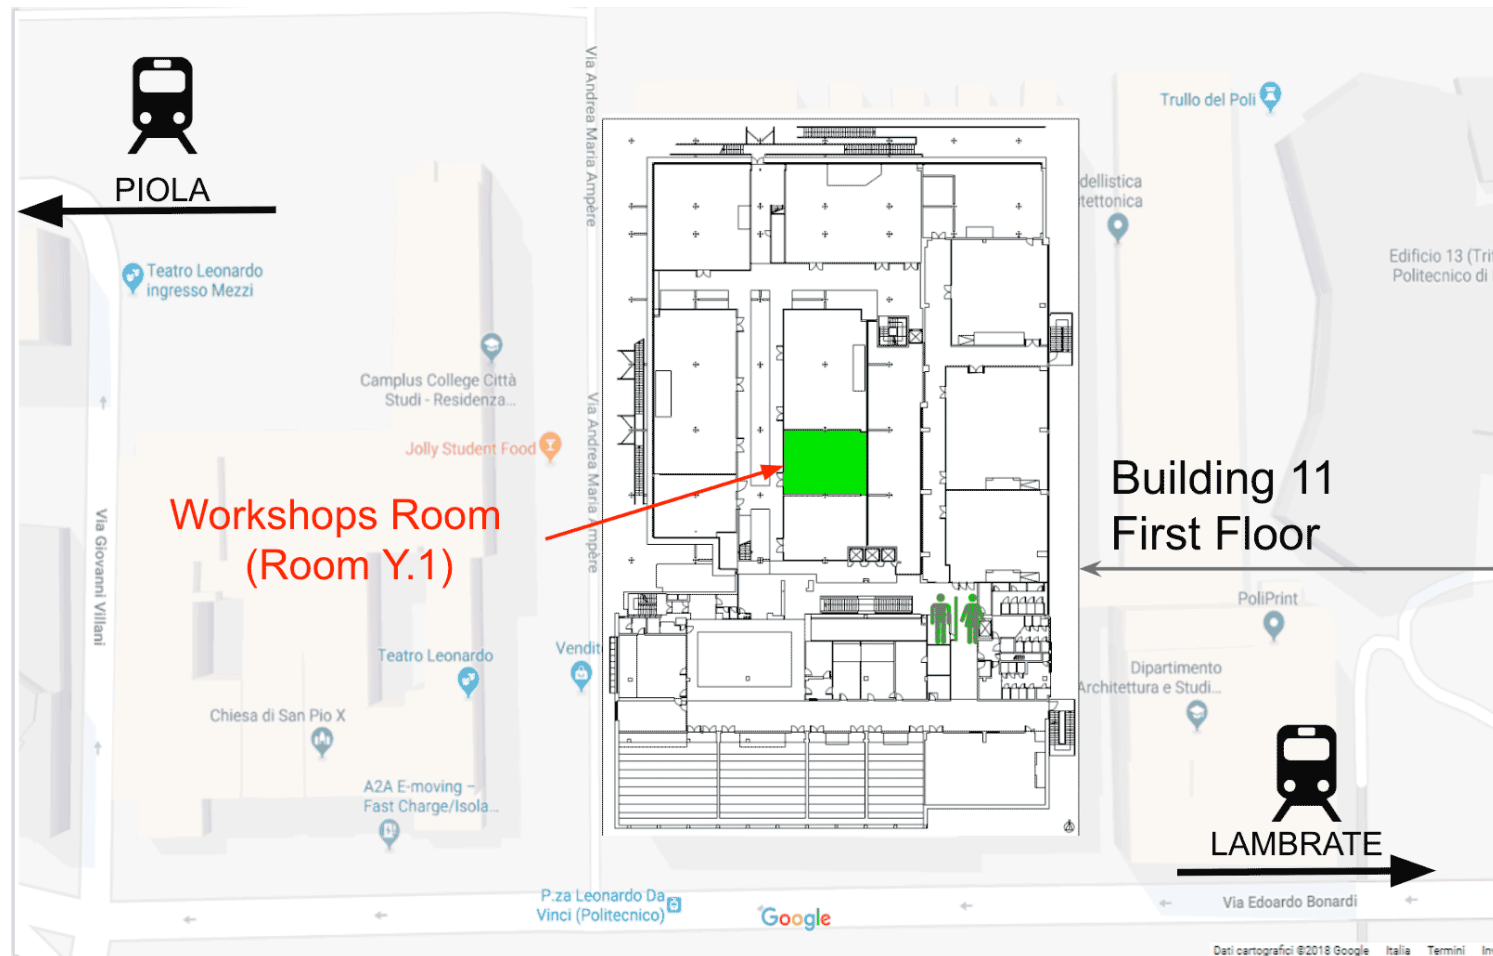 PIOLA
Via Andrea Maria Ampère
Trullo del Poli
dellistica
tettonica
Teatro Leonardo
ingresso Mezzi
Edificio 13 (Tri
Politecnico di
Camplus College Città
Studi - Residenza...
Jolly Student Food
Via Andrea Maria Ampère
Workshops Room
(Room Y.1)
Building 11
First Floor
Via Giovanni Villani
PoliPrint
Teatro Leonardo
Vendit
Dipartimento
Architettura e Studi...
Chiesa di San Pio X
A2A E-moving –
Fast Charge/Isola...
LAMBRATE
P.za Leonardo Da
Vinci (Politecnico)
Google
Via Edoardo Bonardi
Dati cartografici ©2018 Google Italia Termini